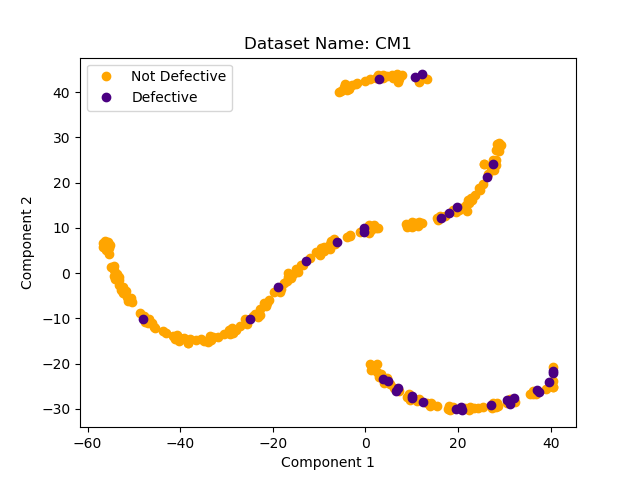 Dataset Name: CM1
Not Defective
Defective
Component 2
40
30
20
10
0
−10
−20
−30
−60
−40
−20
0
20
40
Component 1